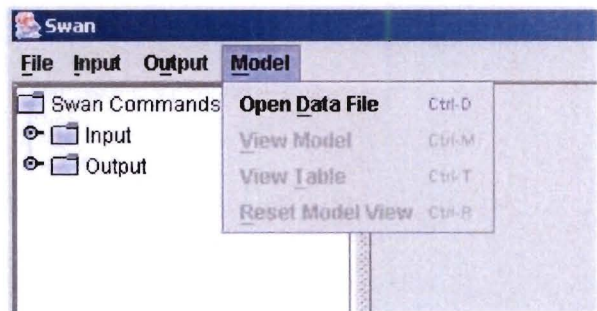 Swan
File Input Output Model
Swan Commands
Input
Output
Open Data File Ctrl-D
View Model Ctrl-M
View Table Ctrl-T
Reset Model View Ctrl-R